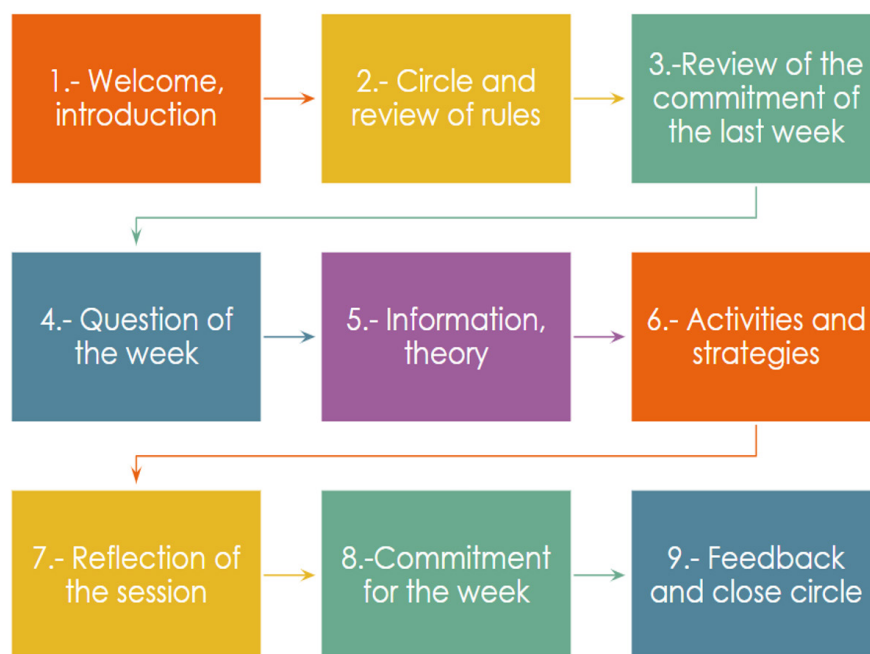 1.- Welcome,
introduction
2.- Circle and
review of rules
3.-Review of the
commitment of
the last week
4.- Question of
the week
5.- Information,
theory
6.- Activities and
strategies
7.- Reflection of
the session
8.-Commitment
for the week
9.- Feedback
and close circle